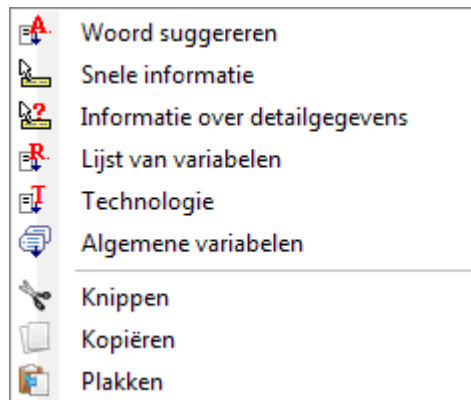 Woord suggereren
Snele informatie
Informatie over detailgegevens
Lijst van variabelen
Technologie
Algemene variabelen
Knippen
Kopiëren
Plakken